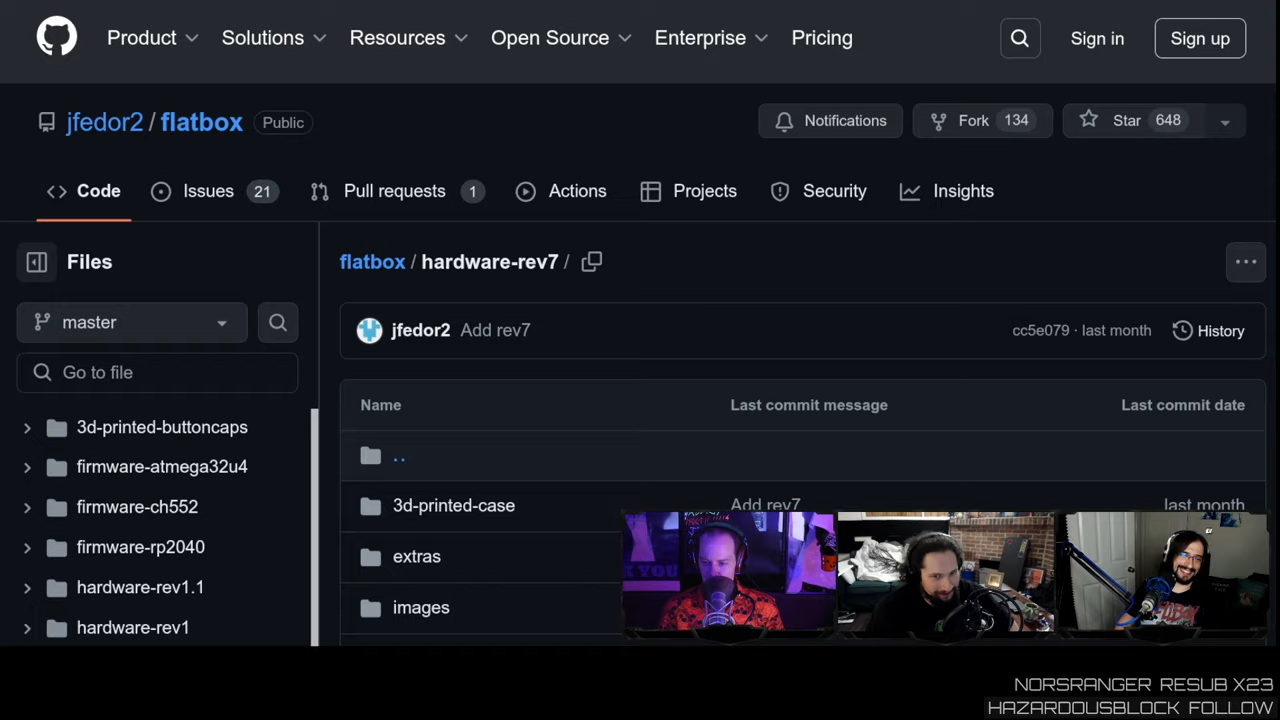 Product
Solutions
Resources
Open Source
Enterprise
Pricing
Sign in
Sign up
jfedor2 / flatbox
Public
Notifications
Fork 134
Star 648
Code
Issues 21
Pull requests 1
Actions
Projects
Security
Insights
Files
master
Go to file
3d-printed-buttoncaps
firmware-atmega32u4
firmware-ch552
firmware-rp2040
hardware-rev1.1
hardware-rev1
flatbox / hardware-rev7 /
jfedor2 Add rev7
cc5e079 · last month
History
Name
Last commit message
Last commit date
..
3d-printed-case
Add rev7
last month
extras
images
NORSRANGER RESUB X23
HAZARDOUSBLOCK FOLLOW